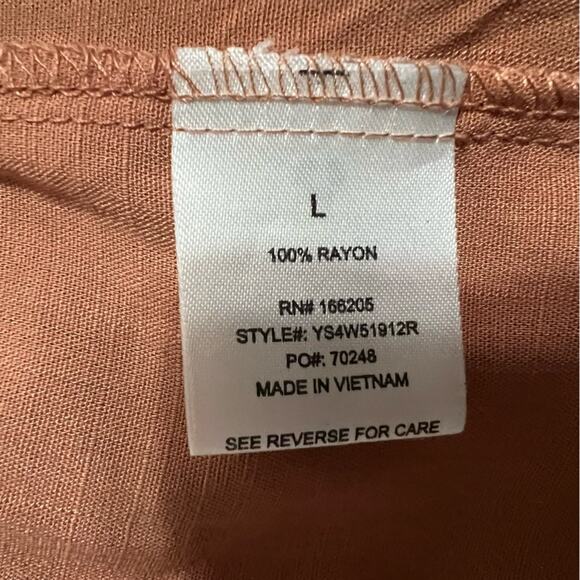 L
100% RAYON
RN# 166205
STYLE#: YS4W51912R
PO#: 70248
MADE IN VIETNAM
SEE REVERSE FOR CARE